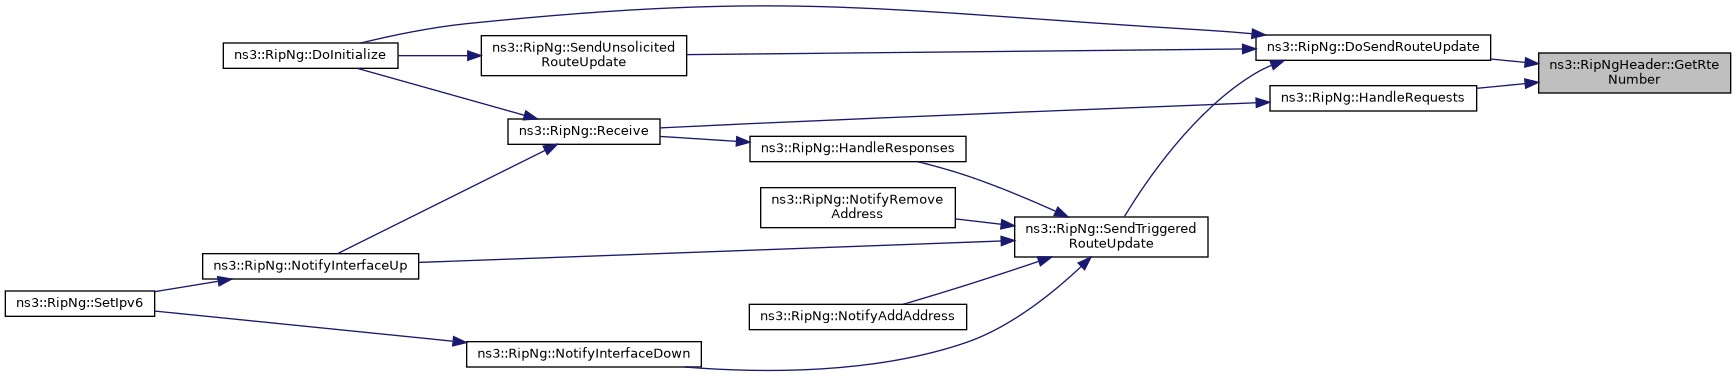 ns3::RipNg::DoInitialize
ns3::RipNg::SendUnsolicited
RouteUpdate
ns3::RipNg::DoSendRouteUpdate
ns3::RipNgHeader::GetRte
Number
ns3::RipNg::HandleRequests
ns3::RipNg::Receive
ns3::RipNg::HandleResponses
ns3::RipNg::NotifyRemove
Address
ns3::RipNg::SendTriggered
RouteUpdate
ns3::RipNg::NotifyInterfaceUp
ns3::RipNg::SetIpv6
ns3::RipNg::NotifyAddAddress
ns3::RipNg::NotifyInterfaceDown